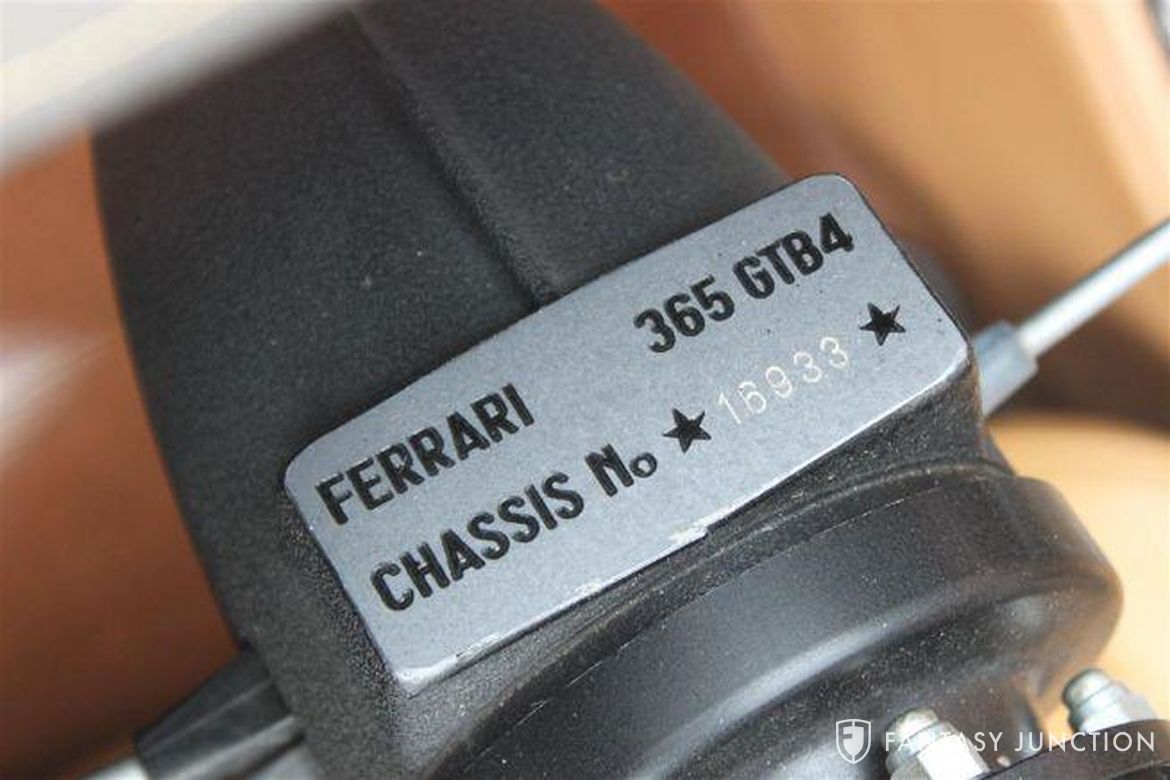 FERRARI 365 GTB4
CHASSIS No ★ 16933 ★
FANTASY JUNCTION